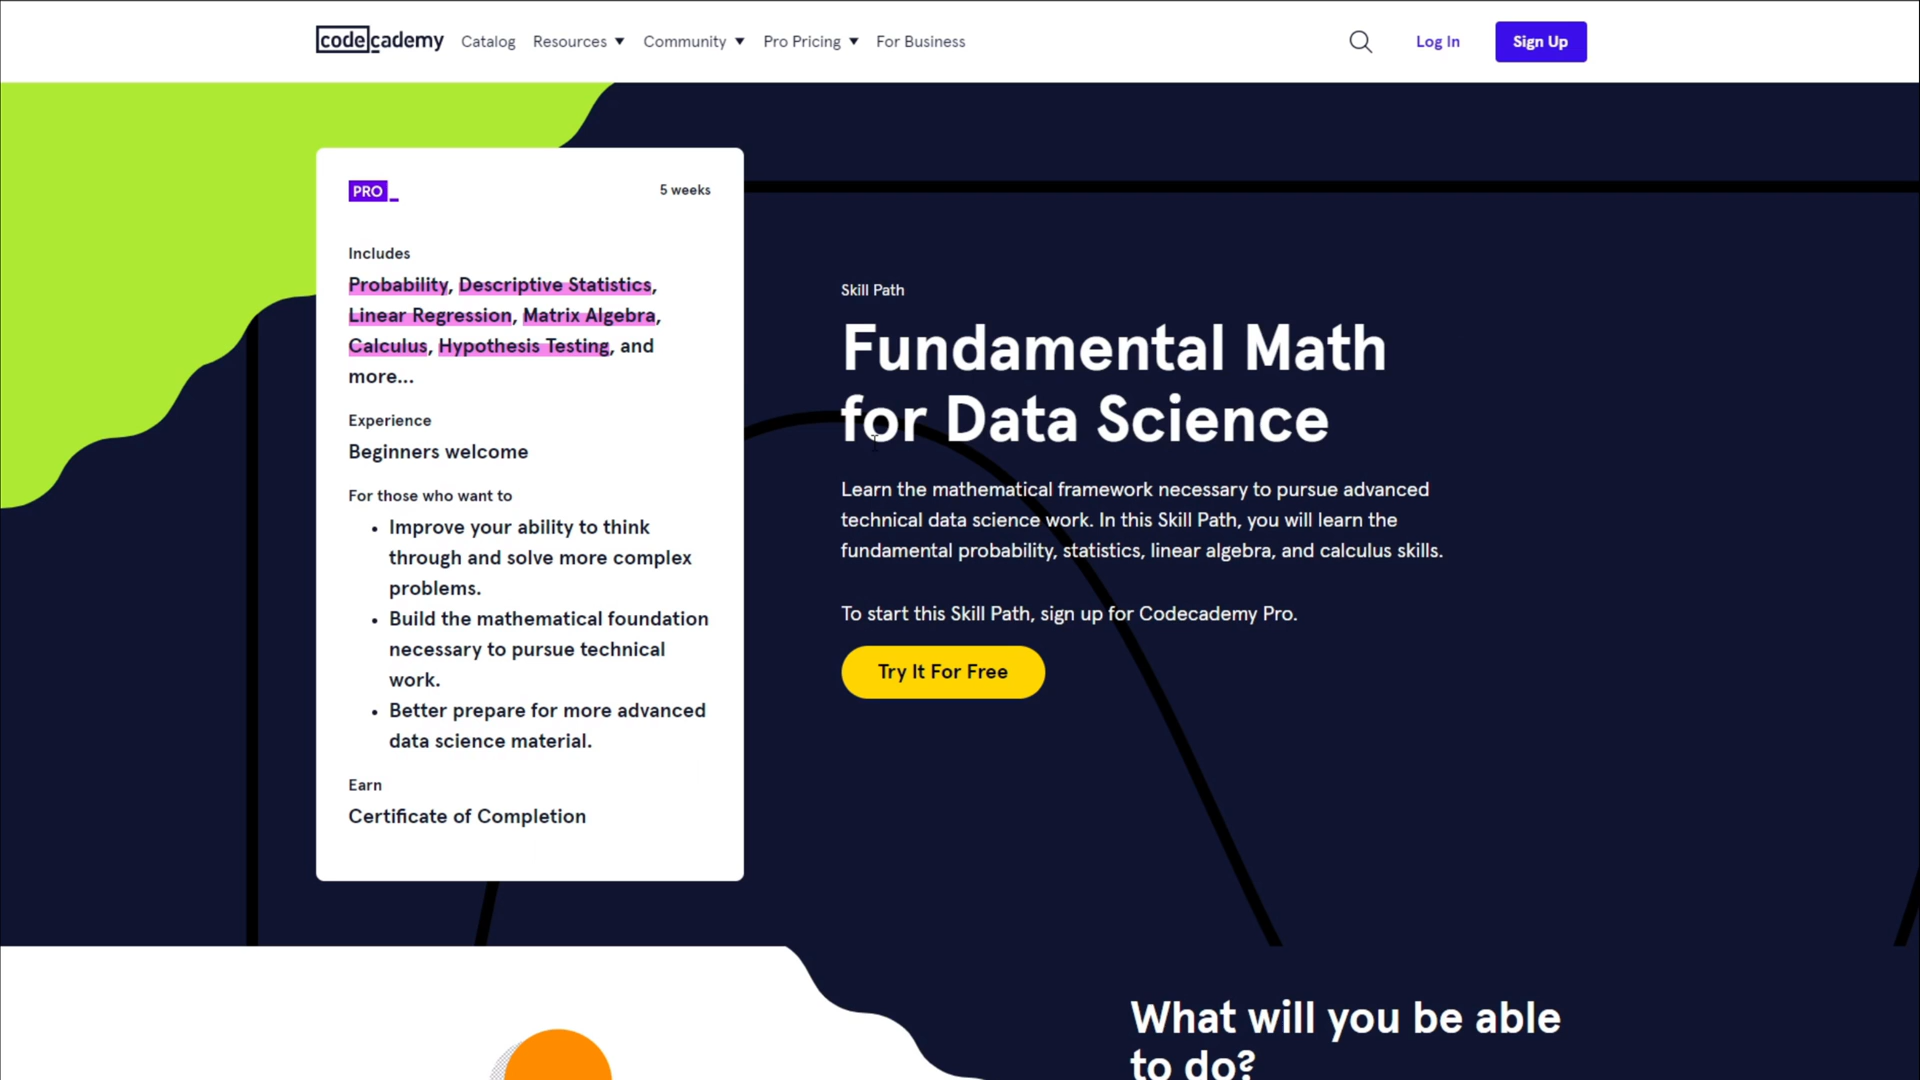 codecademy Catalog Resources Community Pro Pricing For Business Log In Sign Up
PRO 5 weeks
Includes
Probability, Descriptive Statistics,
Linear Regression, Matrix Algebra,
Calculus, Hypothesis Testing, and
more...
Experience
Beginners welcome
For those who want to
• Improve your ability to think
through and solve more complex
problems.
• Build the mathematical foundation
necessary to pursue technical
work.
• Better prepare for more advanced
data science material.
Earn
Certificate of Completion
Skill Path
Fundamental Math
for Data Science
Learn the mathematical framework necessary to pursue advanced
technical data science work. In this Skill Path, you will learn the
fundamental probability, statistics, linear algebra, and calculus skills.
To start this Skill Path, sign up for Codecademy Pro.
Try It For Free
What will you be able
to do?